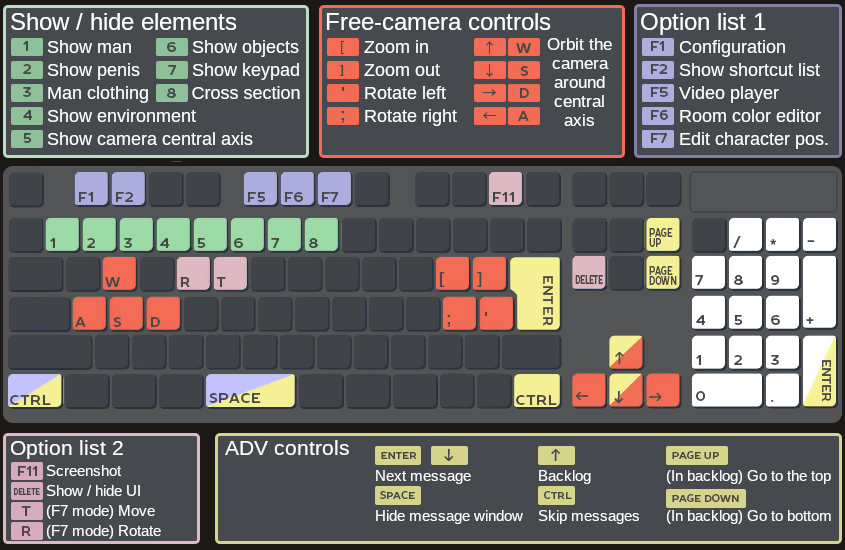 Show / hide elements
1 Show man
6 Show objects
2 Show penis
7 Show keypad
3 Man clothing
8 Cross section
4 Show environment
5 Show camera central axis
Free-camera controls
[ Zoom in
] Zoom out
' Rotate left
; Rotate right
↑ W
↓ S
→ D
← A
Orbit the
camera
around
central
axis
Option list 1
F1 Configuration
F2 Show shortcut list
F5 Video player
F6 Room color editor
F7 Edit character pos.
F1 F2 F5 F6 F7 F11
1 2 3 4 5 6 7 8 PAGE UP / * -
W R T [ ] ENTER DELETE PAGE DOWN 7 8 9 +
A S D ; ' 4 5 6
↑ 1 2 3 ENTER
CTRL SPACE CTRL ← ↓ → 0 .
Option list 2
F11 Screenshot
DELETE Show / hide UI
T (F7 mode) Move
R (F7 mode) Rotate
ADV controls
ENTER ↓
Next message
SPACE
Hide message window
↑
Backlog
CTRL
Skip messages
PAGE UP
(In backlog) Go to the top
PAGE DOWN
(In backlog) Go to bottom